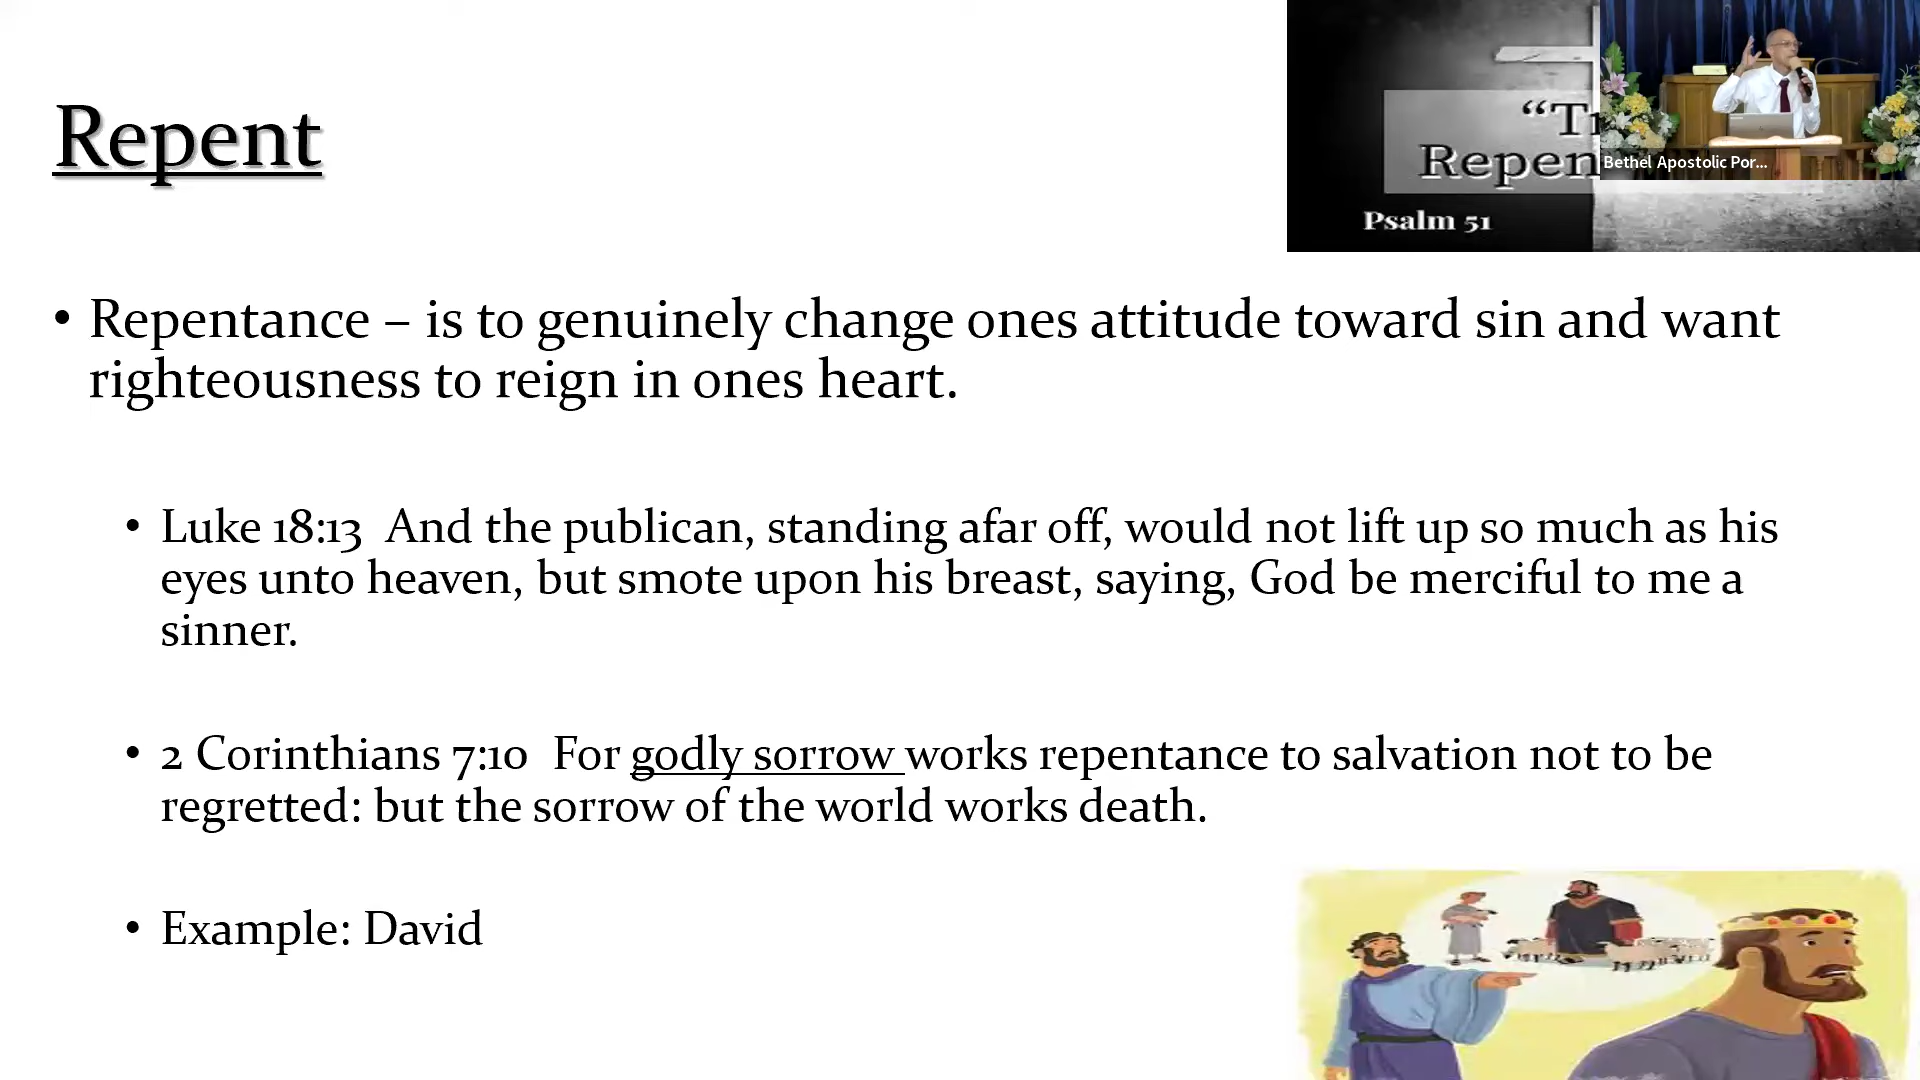 Repent
"Tr
Repen
Psalm 51
Bethel Apostolic Por...
• Repentance – is to genuinely change ones attitude toward sin and want
righteousness to reign in ones heart.
• Luke 18:13  And the publican, standing afar off, would not lift up so much as his
eyes unto heaven, but smote upon his breast, saying, God be merciful to me a
sinner.
• 2 Corinthians 7:10  For godly sorrow works repentance to salvation not to be
regretted: but the sorrow of the world works death.
• Example: David